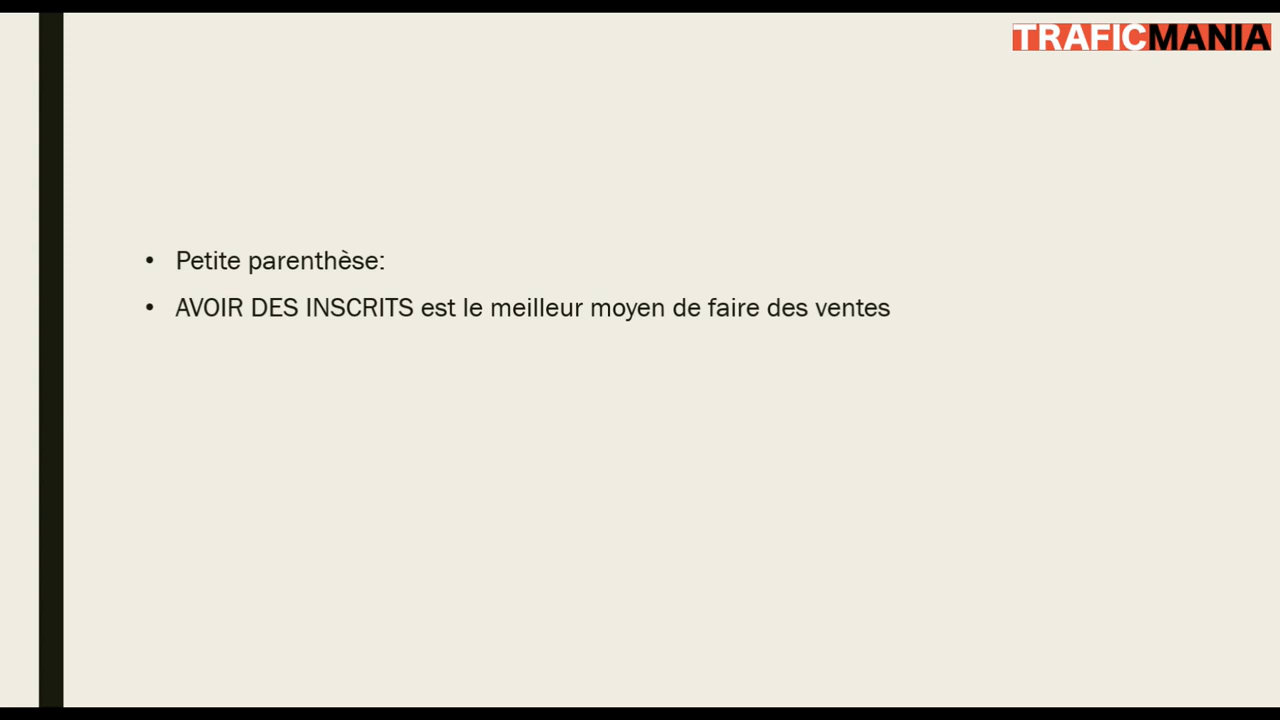 TRAFICMANIA
• Petite parenthèse:
• AVOIR DES INSCRITS est le meilleur moyen de faire des ventes